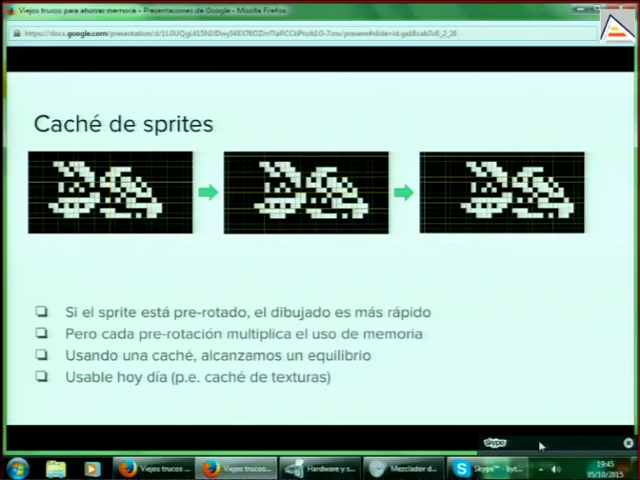 Viejos trucos para ahorrar memoria - Presentaciones de Google - Mozilla Firefox
Caché de sprites
Si el sprite está pre-rotado, el dibujado es más rápido
Pero cada pre-rotación multiplica el uso de memoria
Usando una caché, alcanzamos un equilibrio
Usable hoy día (p.e. caché de texturas)
skype
Viejos trucos ...
Viejos trucos...
Hardware y s...
Mezclador d...
Skype™ - byt...
19:45
05/10/2015